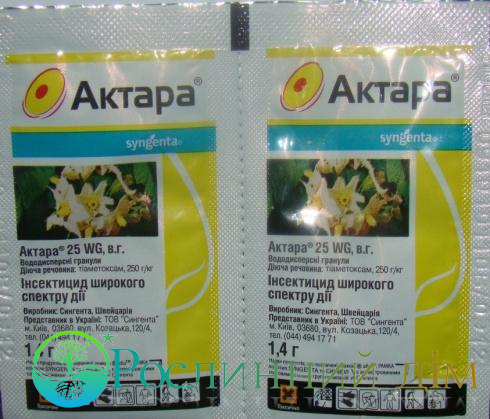 Актара®
syngenta
Актара® 25 WG, в.г.
Вододисперсні гранули
Діюча речовина: тіаметоксам, 250 г/кг
Інсектицид широкого
спектру дії
Виробник: Сингента, Швейцарія
Представник в Україні: ТОВ "Сингента"
м. Київ, 03680, вул. Козацька,120/4,
тел. (044) 494 17 71
1,4 г
Актара®
syngenta
Актара® 25 WG, в.г.
Вододисперсні гранули
Діюча речовина: тіаметоксам, 250 г/кг
Інсектицид широкого
спектру дії
Виробник: Сингента, Швейцарія
Представник в Україні: ТОВ "Сингента"
м. Київ, 03680, вул. Козацька,120/4,
тел. (044) 494 17 71
1,4 г
Рослинний дім